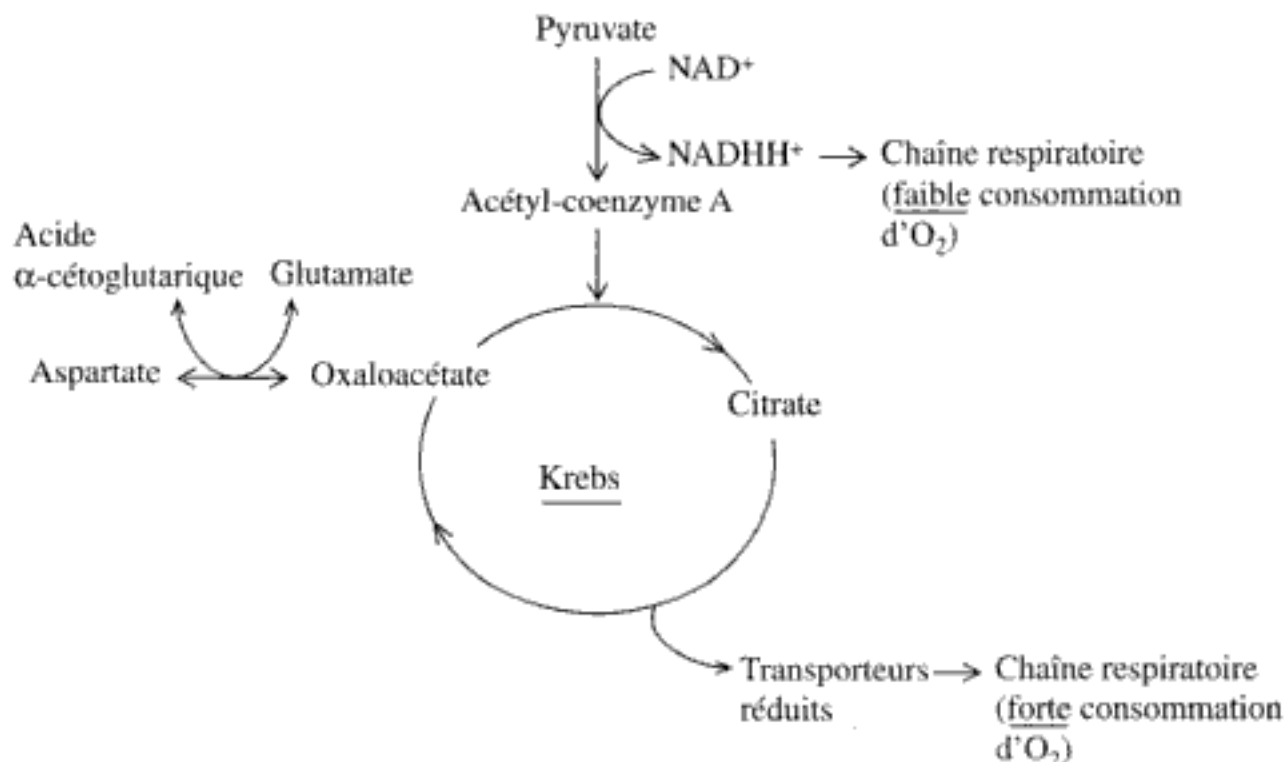 Pyruvate
NAD⁺
NADHH⁺
Chaîne respiratoire
(faible consommation
d'O₂)
Acétyl-coenzyme A
Acide
α-cétoglutarique
Glutamate
Aspartate
Oxaloacétate
Citrate
Krebs
Transporteurs
réduits
Chaîne respiratoire
(forte consommation
d'O₂)